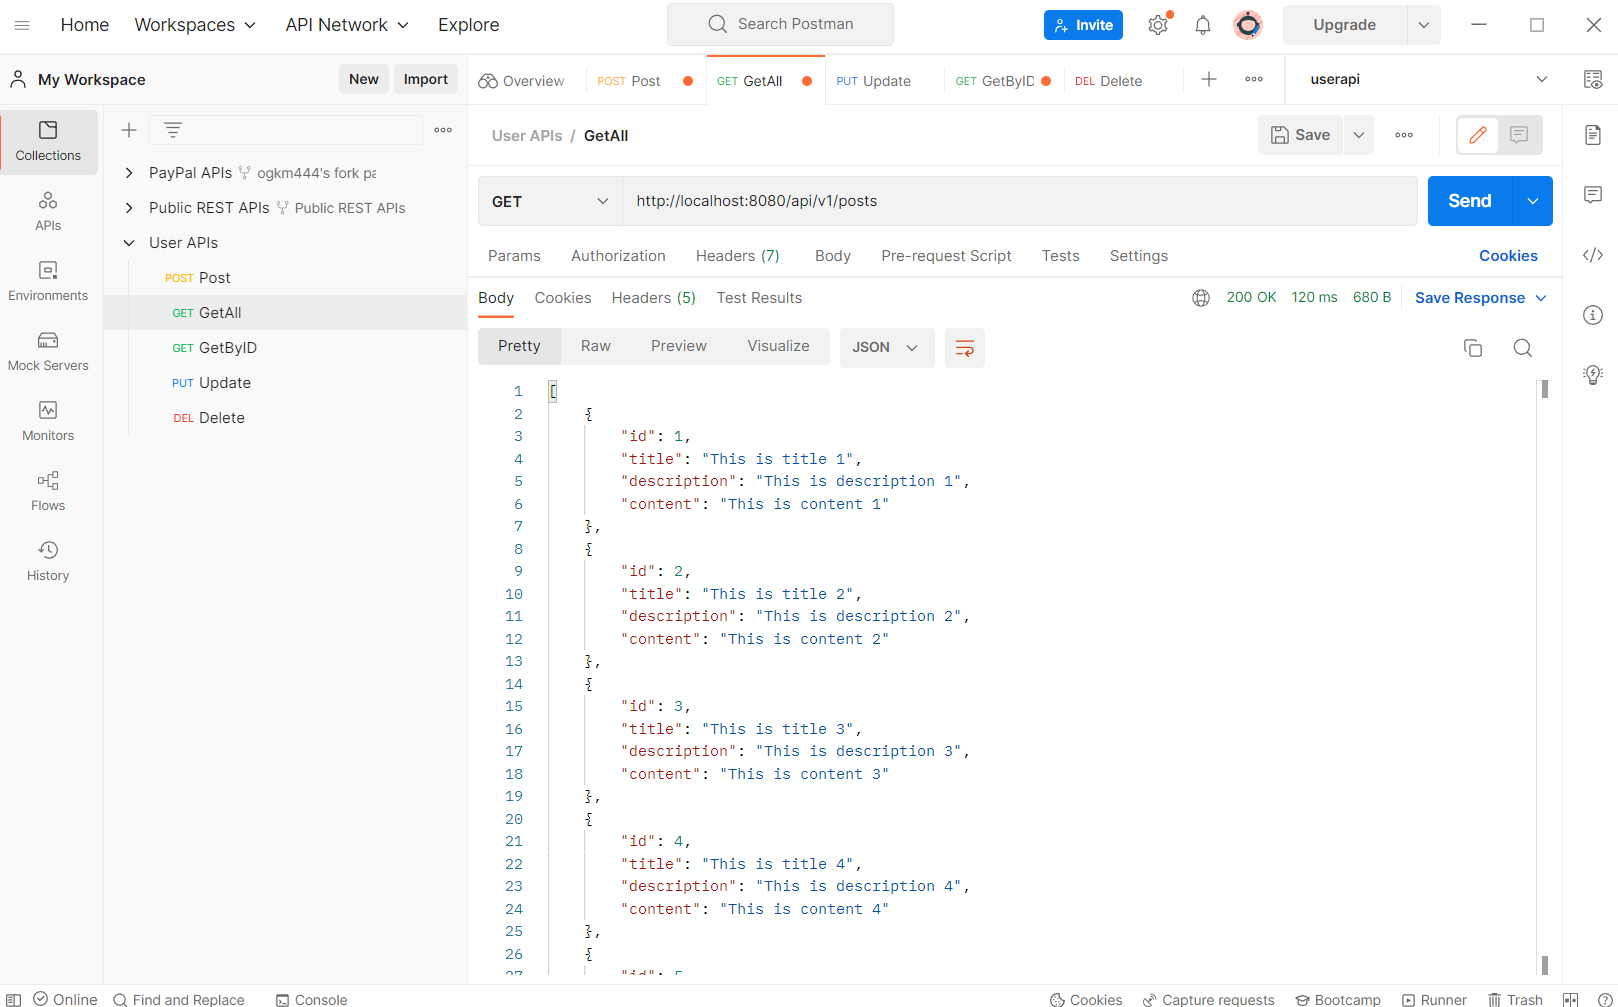 Home Workspaces API Network Explore Search Postman Invite Upgrade
My Workspace New Import Overview POST Post GET GetAll PUT Update GET GetByID DEL Delete userapi
Collections
APIs
Environments
Mock Servers
Monitors
Flows
History
PayPal APIs ogkm444's fork pa
Public REST APIs Public REST APIs
User APIs
POST Post
GET GetAll
GET GetByID
PUT Update
DEL Delete
User APIs / GetAll Save
GET http://localhost:8080/api/v1/posts Send
Params Authorization Headers (7) Body Pre-request Script Tests Settings Cookies
Body Cookies Headers (5) Test Results 200 OK 120 ms 680 B Save Response
Pretty Raw Preview Visualize JSON
1 [
2 {
3 "id": 1,
4 "title": "This is title 1",
5 "description": "This is description 1",
6 "content": "This is content 1"
7 },
8 {
9 "id": 2,
10 "title": "This is title 2",
11 "description": "This is description 2",
12 "content": "This is content 2"
13 },
14 {
15 "id": 3,
16 "title": "This is title 3",
17 "description": "This is description 3",
18 "content": "This is content 3"
19 },
20 {
21 "id": 4,
22 "title": "This is title 4",
23 "description": "This is description 4",
24 "content": "This is content 4"
25 },
26 {
27 "id": 5
Online Find and Replace Console Cookies Capture requests Bootcamp Runner Trash